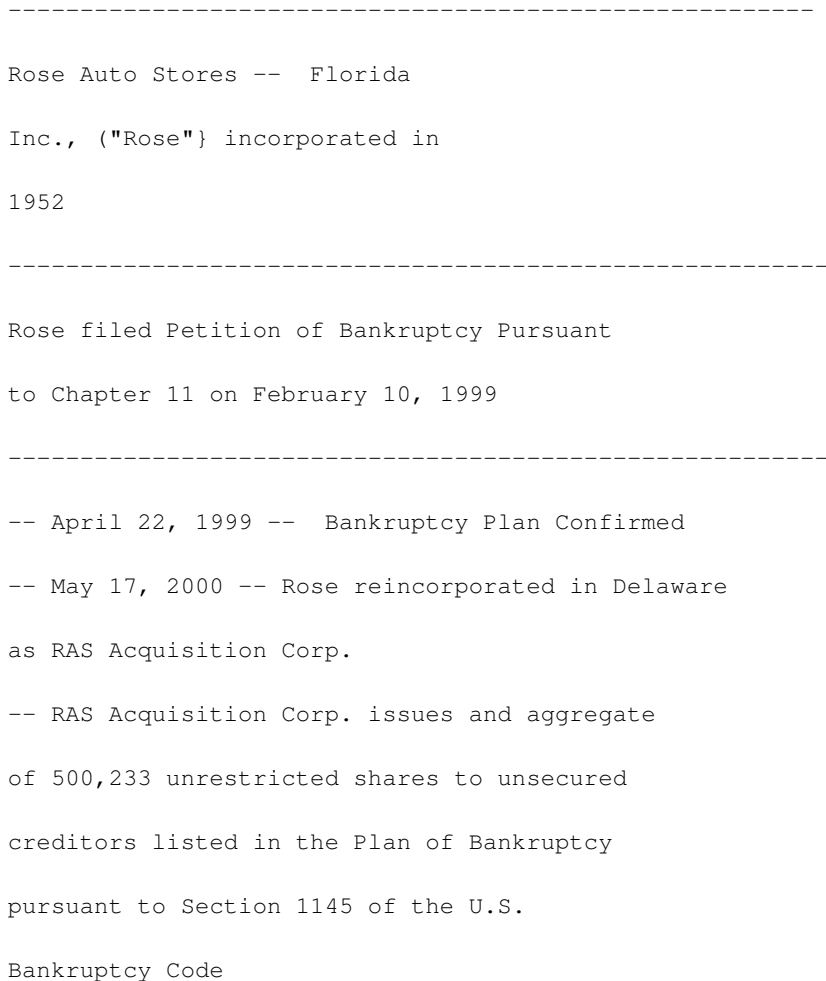 --------------------------------------------------------
Rose Auto Stores -- Florida
Inc., ("Rose"} incorporated in
1952
---------------------------------------------------------
Rose filed Petition of Bankruptcy Pursuant
to Chapter 11 on February 10, 1999
---------------------------------------------------------
-- April 22, 1999 -- Bankruptcy Plan Confirmed
-- May 17, 2000 -- Rose reincorporated in Delaware
as RAS Acquisition Corp.
-- RAS Acquisition Corp. issues and aggregate
of 500,233 unrestricted shares to unsecured
creditors listed in the Plan of Bankruptcy
pursuant to Section 1145 of the U.S.
Bankruptcy Code